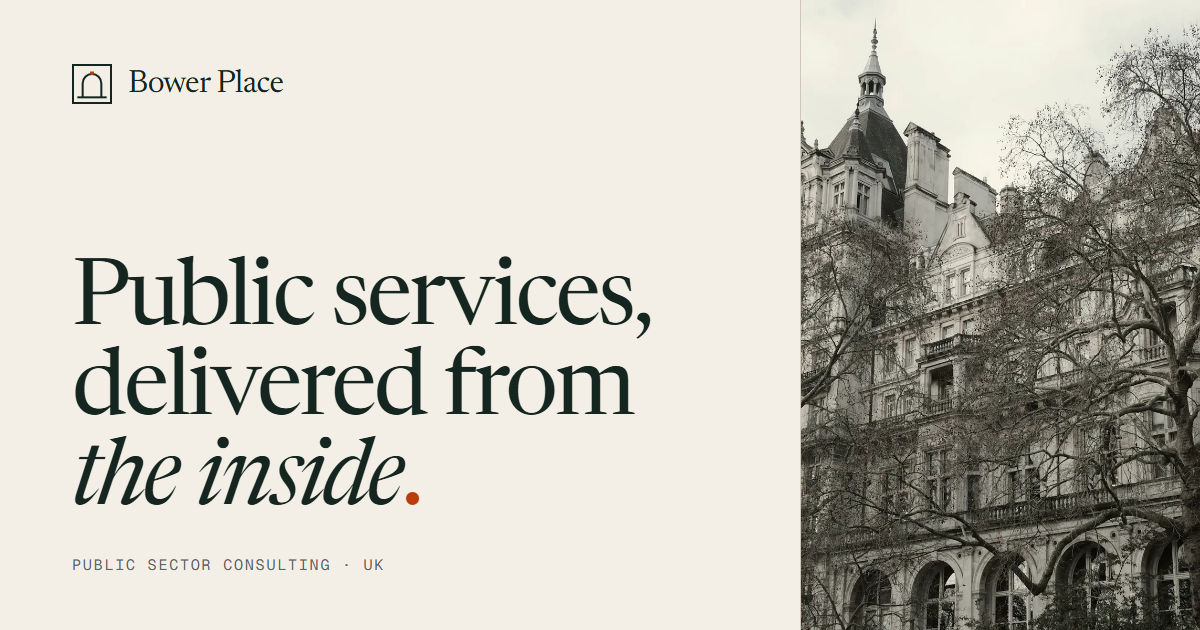 Bower Place
Public services,
delivered from
the inside.
PUBLIC SECTOR CONSULTING · UK